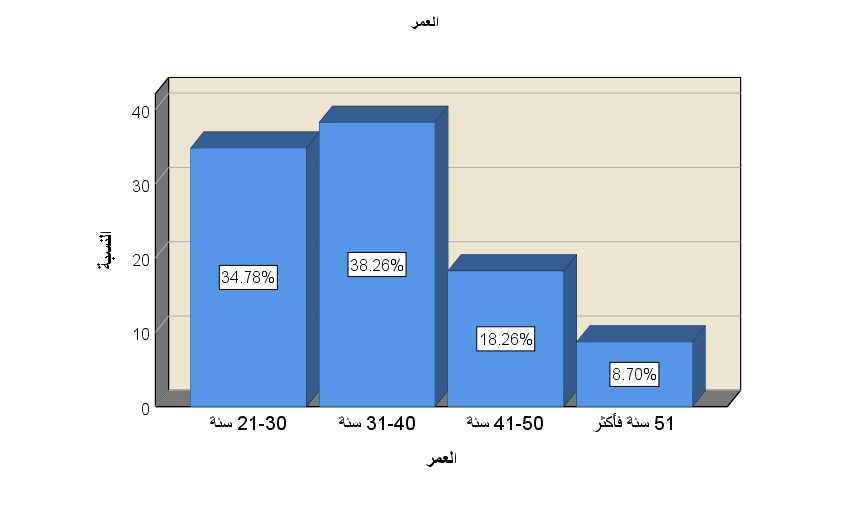 العمر
40
30
20
10
0
النسبة
34.78%
38.26%
18.26%
8.70%
21-30 سنة
31-40 سنة
41-50 سنة
51 سنة فأكثر
العمر